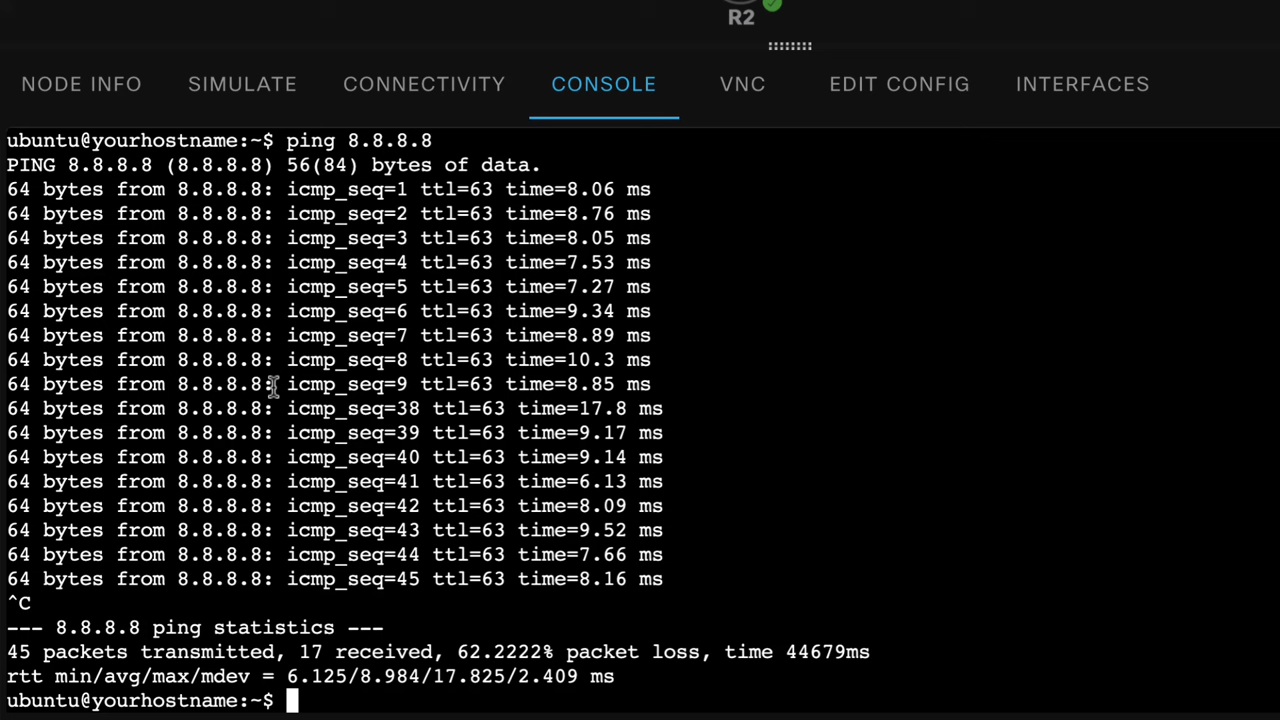 R2
NODE INFO SIMULATE CONNECTIVITY CONSOLE VNC EDIT CONFIG INTERFACES
ubuntu@yourhostname:~$ ping 8.8.8.8
PING 8.8.8.8 (8.8.8.8) 56(84) bytes of data.
64 bytes from 8.8.8.8: icmp_seq=1 ttl=63 time=8.06 ms
64 bytes from 8.8.8.8: icmp_seq=2 ttl=63 time=8.76 ms
64 bytes from 8.8.8.8: icmp_seq=3 ttl=63 time=8.05 ms
64 bytes from 8.8.8.8: icmp_seq=4 ttl=63 time=7.53 ms
64 bytes from 8.8.8.8: icmp_seq=5 ttl=63 time=7.27 ms
64 bytes from 8.8.8.8: icmp_seq=6 ttl=63 time=9.34 ms
64 bytes from 8.8.8.8: icmp_seq=7 ttl=63 time=8.89 ms
64 bytes from 8.8.8.8: icmp_seq=8 ttl=63 time=10.3 ms
64 bytes from 8.8.8.8: icmp_seq=9 ttl=63 time=8.85 ms
64 bytes from 8.8.8.8: icmp_seq=38 ttl=63 time=17.8 ms
64 bytes from 8.8.8.8: icmp_seq=39 ttl=63 time=9.17 ms
64 bytes from 8.8.8.8: icmp_seq=40 ttl=63 time=9.14 ms
64 bytes from 8.8.8.8: icmp_seq=41 ttl=63 time=6.13 ms
64 bytes from 8.8.8.8: icmp_seq=42 ttl=63 time=8.09 ms
64 bytes from 8.8.8.8: icmp_seq=43 ttl=63 time=9.52 ms
64 bytes from 8.8.8.8: icmp_seq=44 ttl=63 time=7.66 ms
64 bytes from 8.8.8.8: icmp_seq=45 ttl=63 time=8.16 ms
^C
--- 8.8.8.8 ping statistics ---
45 packets transmitted, 17 received, 62.2222% packet loss, time 44679ms
rtt min/avg/max/mdev = 6.125/8.984/17.825/2.409 ms
ubuntu@yourhostname:~$